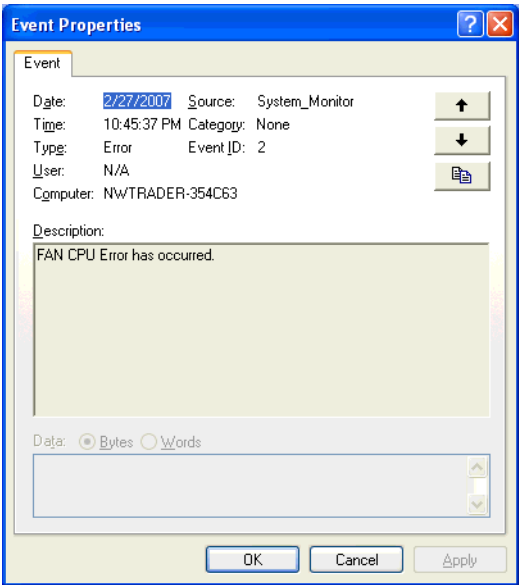 Event Properties
Event
Date: 2/27/2007 Source: System_Monitor
Time: 10:45:37 PM Category: None
Type: Error Event ID: 2
User: N/A
Computer: NWTRADER-354C63
Description:
FAN CPU Error has occurred.
Data: Bytes Words
OK Cancel Apply